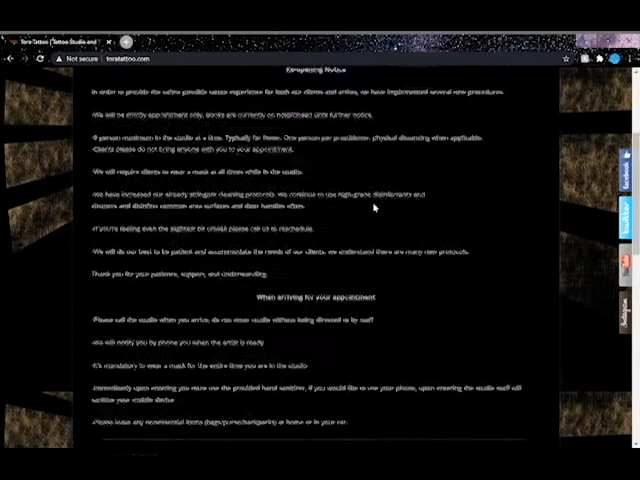 Tora Tattoo | Tattoo Studio and
Not secure | toratattoo.com
Re-opening Notice
In order to provide the safest possible tattoo experience for both our clients and artists, we have implemented several new procedures.
-We will be strictly appointment only. Books are currently on hold/closed until further notice.
person maximum in the studio at a time. Typically far fewer. One person per practitioner, physical distancing when applicable.
-Clients please do not bring anyone with you to your appointment.
-We will require clients to wear a mask at all times while in the studio.
-We have increased our already stringent cleaning protocols, we continue to use high-grade disinfectants and
cleaners and disinfect common area surfaces and door handles often.
-If you're feeling even the slightest bit unwell please call us to reschedule.
-We will do our best to be patient and accommodate the needs of our clients, we understand there are many new protocols.
Thank you for your patience, support, and understanding.
When arriving for your appointment
-Please call the studio when you arrive, do not enter studio without being directed to by staff
-We will notify you by phone you when the artist is ready
-It's mandatory to wear a mask for the entire time you are in the studio
-Immediately upon entering you must use the provided hand sanitizer, if you would like to use your phone, upon entering the studio staff will
sanitize your mobile device
-Please leave any nonessential items (bags/purse/backpacks) at home or in your car.
facebook
twitter
You Tube
Instagram